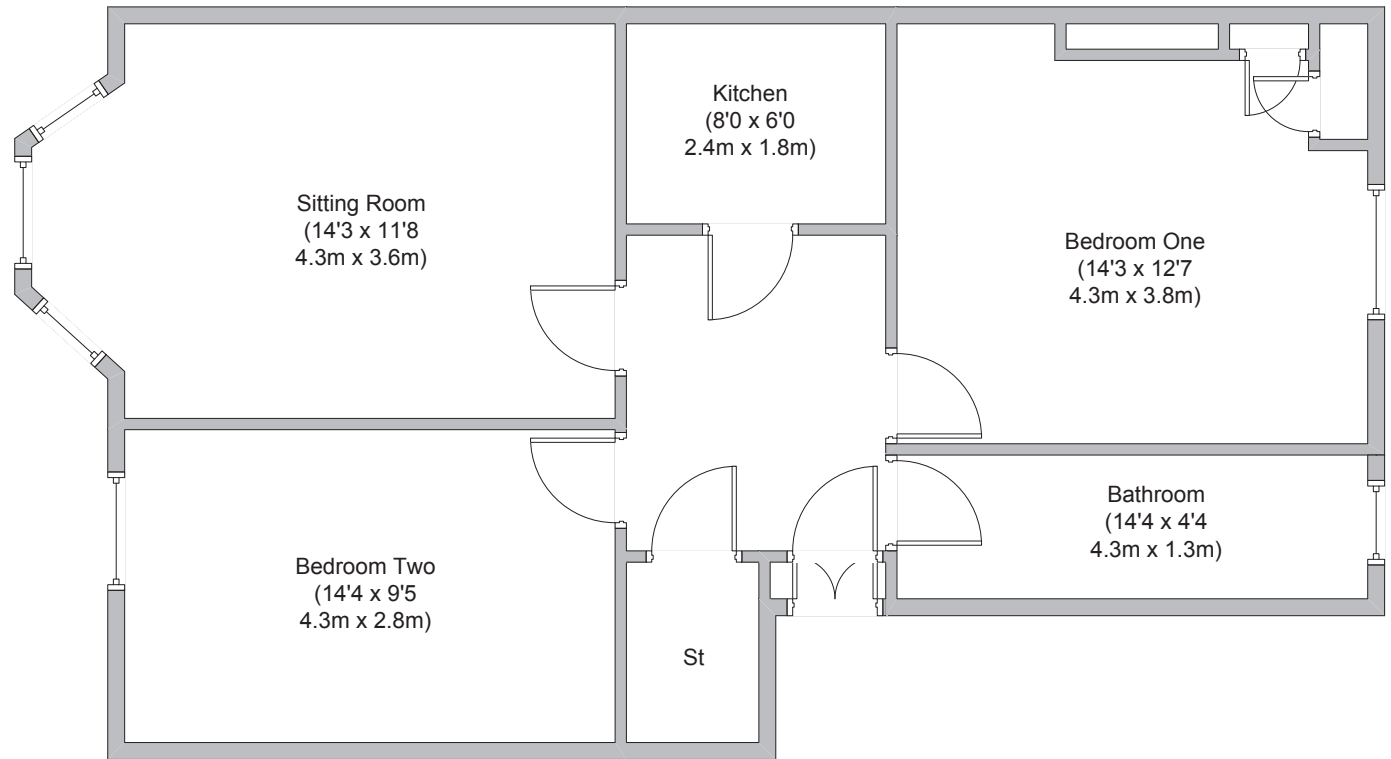 Kitchen
(8'0 x 6'0
2.4m x 1.8m)
Sitting Room
(14'3 x 11'8
4.3m x 3.6m)
Bedroom One
(14'3 x 12'7
4.3m x 3.8m)
Bathroom
(14'4 x 4'4
4.3m x 1.3m)
Bedroom Two
(14'4 x 9'5
4.3m x 2.8m)
St